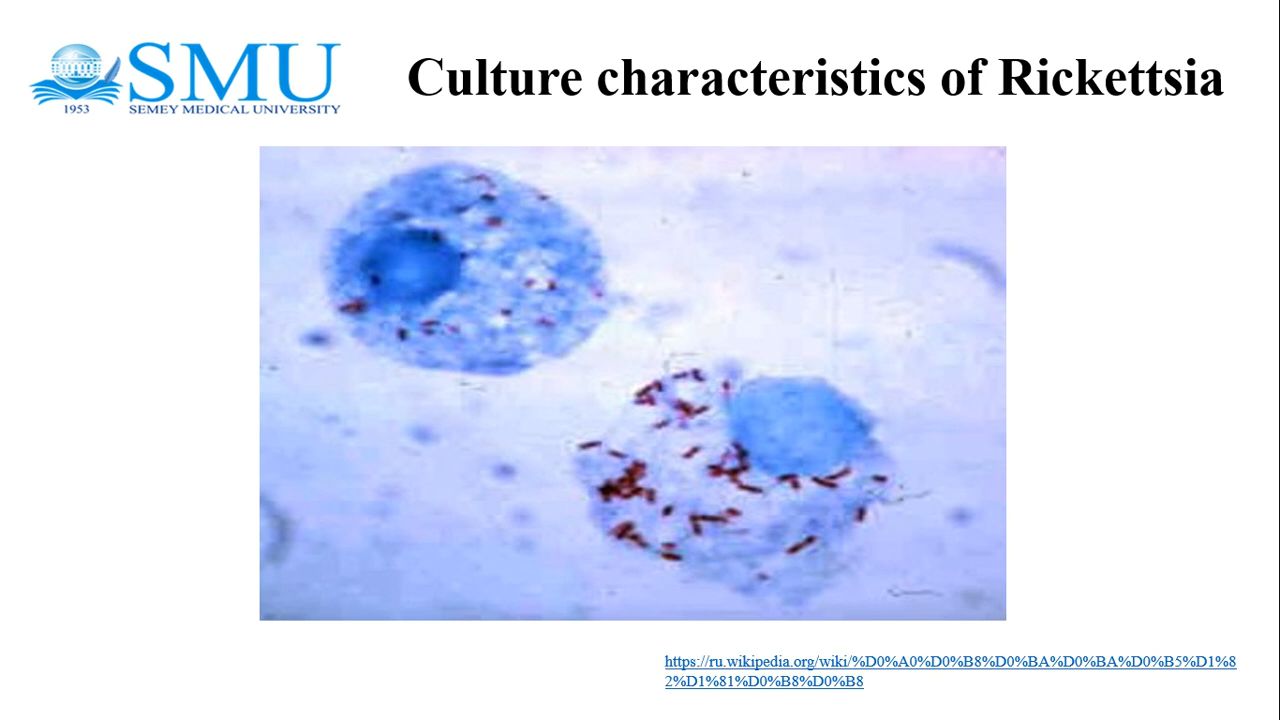 SMU
1953
SEMEY MEDICAL UNIVERSITY
Culture characteristics of Rickettsia
https://ru.wikipedia.org/wiki/%D0%A0%D0%B8%D0%BA%D0%BA%D0%B5%D1%8
2%D1%81%D0%B8%D0%B8